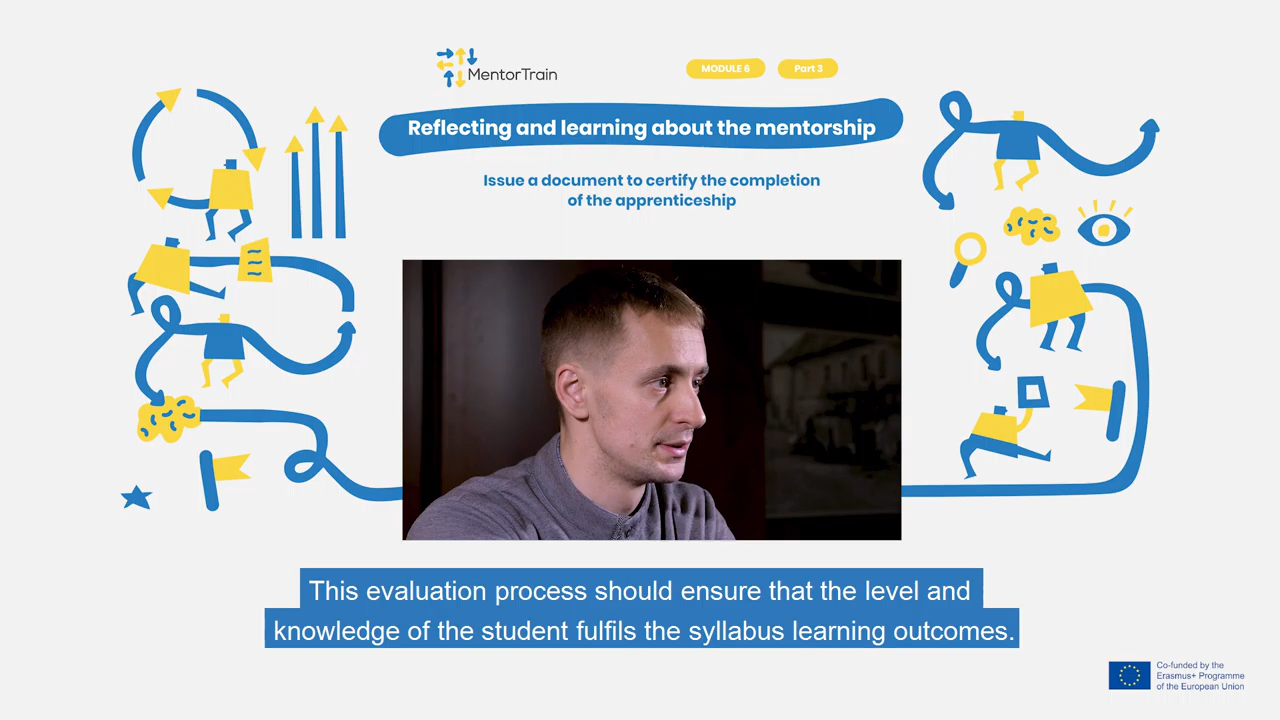 MentorTrain
MODULE 6
Part 3
Reflecting and learning about the mentorship
Issue a document to certify the completion
of the apprenticeship
This evaluation process should ensure that the level and
knowledge of the student fulfils the syllabus learning outcomes.
Co-funded by the
Erasmus+ Programme
of the European Union